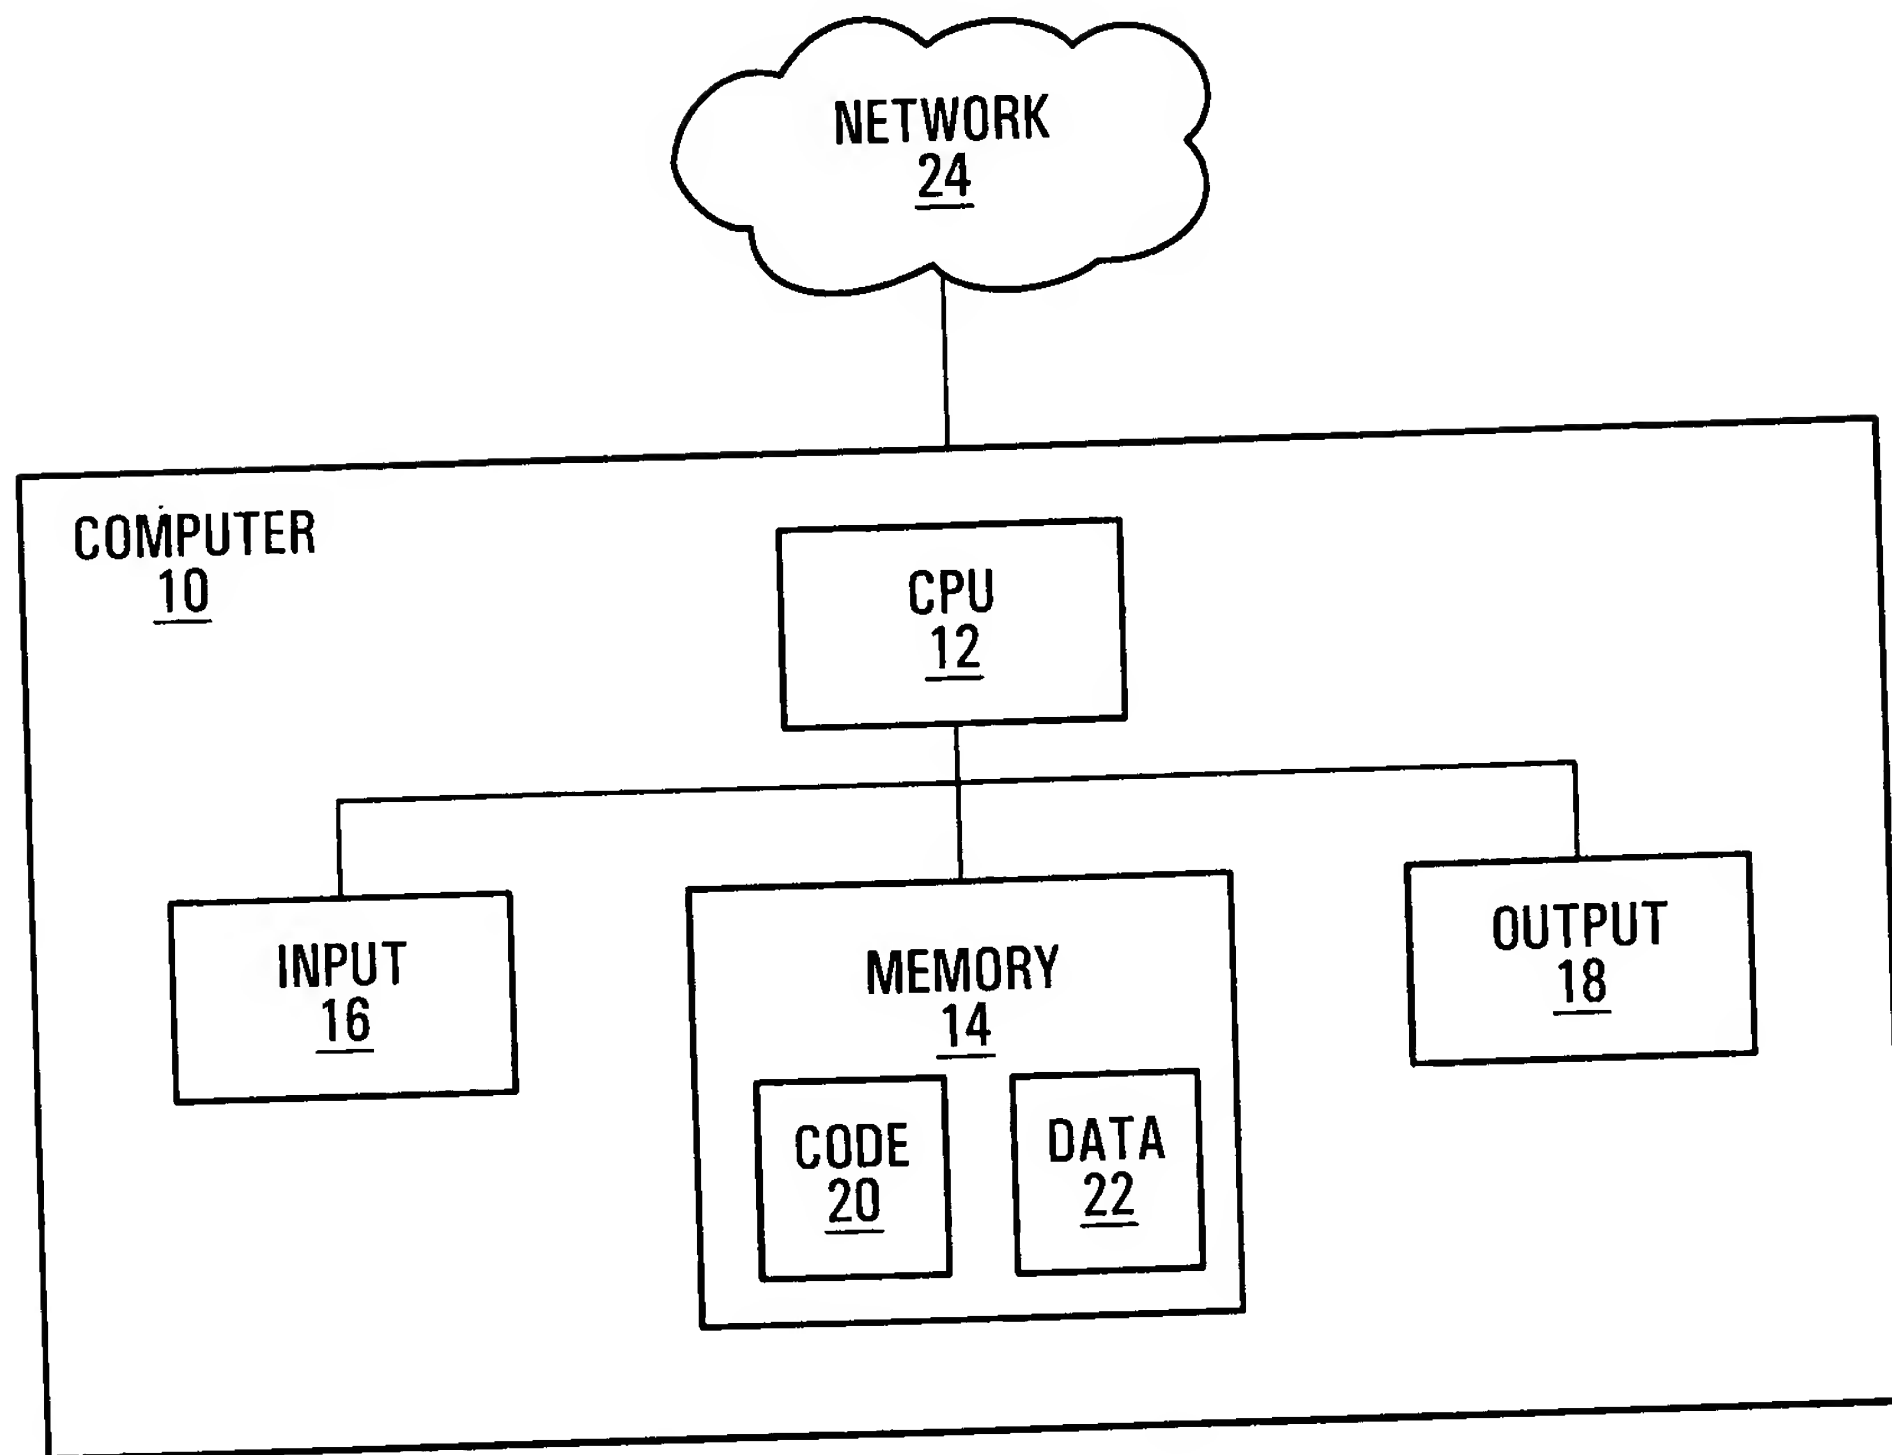 NETWORK
24
COMPUTER
10
CPU
12
INPUT
16
MEMORY
14
OUTPUT
18
CODE
20
DATA
22